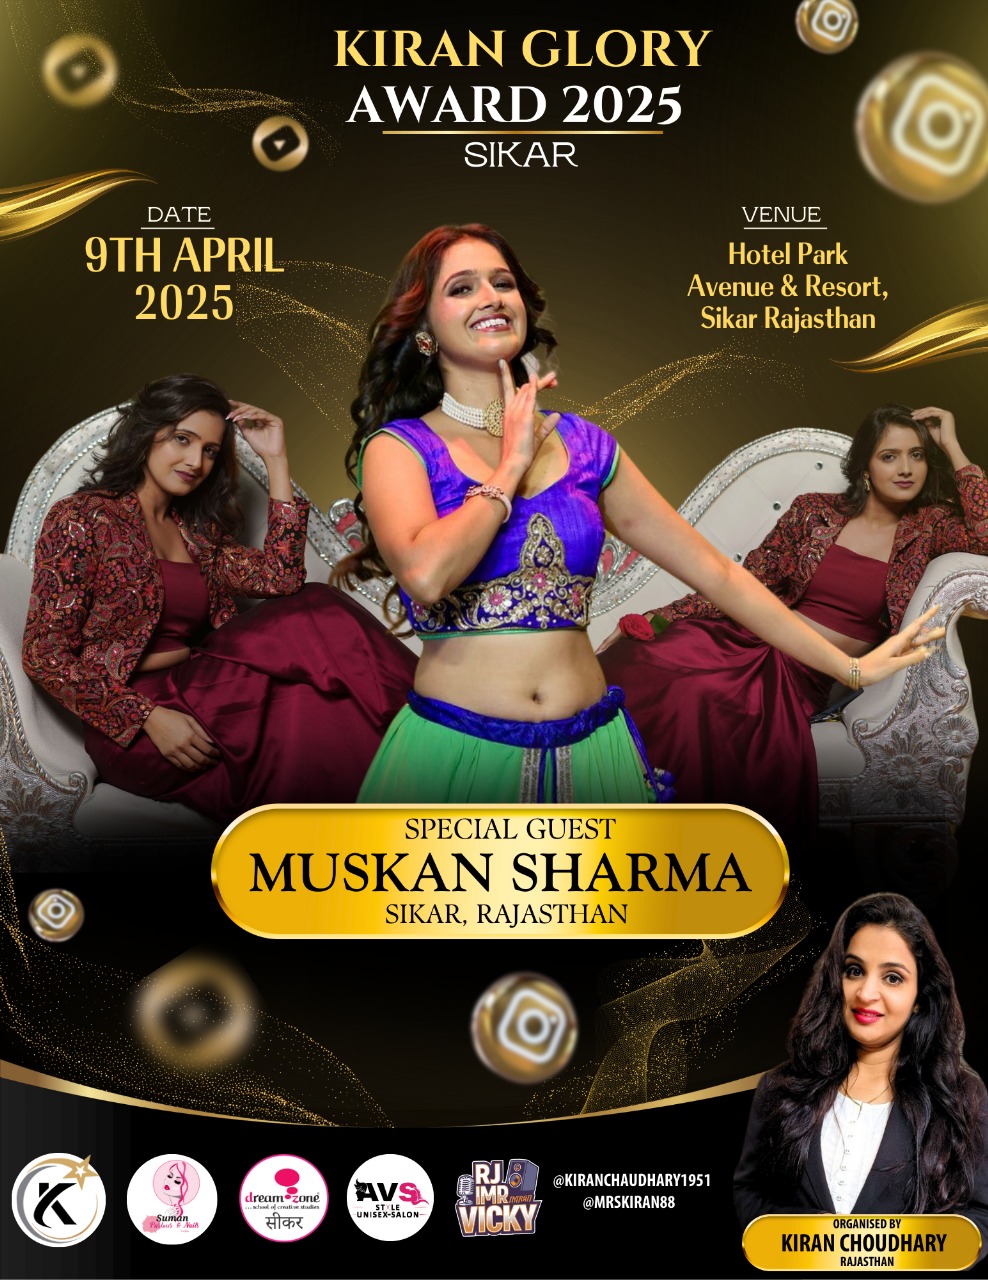 KIRAN GLORY
AWARD 2025
SIKAR
DATE
9TH APRIL
2025
VENUE
Hotel Park
Avenue & Resort,
Sikar Rajasthan
SPECIAL GUEST
MUSKAN SHARMA
SIKAR, RAJASTHAN
K
Suman
dream zone
...school of creative studies
सीकर
AVS
STYLE
UNISEX-SALON
RJ
IMR
IMRAN
VICKY
@KIRANCHAUDHARY1951
@MRSKIRAN88
ORGANISED BY
KIRAN CHOUDHARY
RAJASTHAN